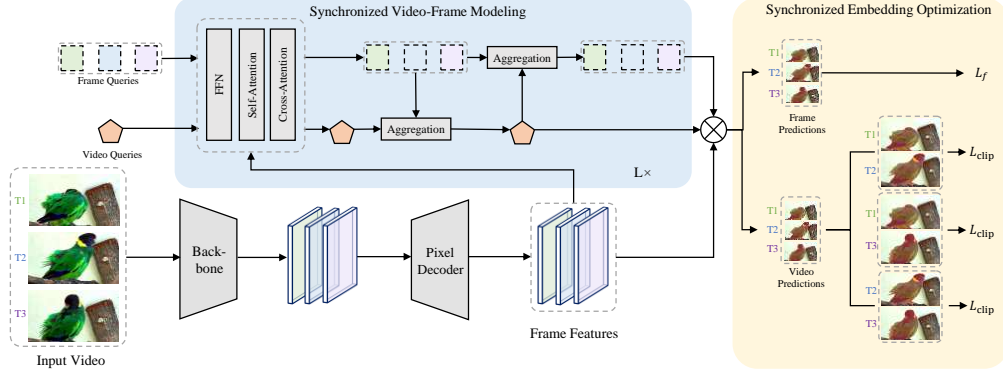 Synchronized Video-Frame Modeling
Synchronized Embedding Optimization
Frame Queries
FFN
Self-Attention
Cross-Attention
Aggregation
Aggregation
Video Queries
L×
T1
T2
T3
Frame
Predictions
L_f
T1
T2
T3
Input Video
Back-
bone
Pixel
Decoder
Frame Features
T1
T2
T3
Video
Predictions
T1
T2
L_clip
T1
T3
L_clip
T2
T3
L_clip